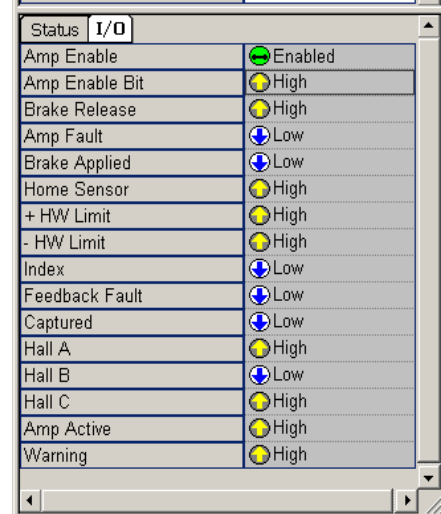 Status I/O
Amp Enable Enabled
Amp Enable Bit High
Brake Release High
Amp Fault Low
Brake Applied Low
Home Sensor High
+ HW Limit High
- HW Limit High
Index Low
Feedback Fault Low
Captured Low
Hall A High
Hall B Low
Hall C High
Amp Active High
Warning High